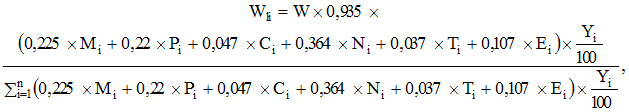 W_{1i} = W × 0,935 ×
(0,225 × M_i + 0,22 × P_i + 0,047 × C_i + 0,364 × N_i + 0,037 × T_i + 0,107 × E_i) × Y_i/100
∑_{i=1}^{n}(0,225 × M_i + 0,22 × P_i + 0,047 × C_i + 0,364 × N_i + 0,037 × T_i + 0,107 × E_i) × Y_i/100 ,